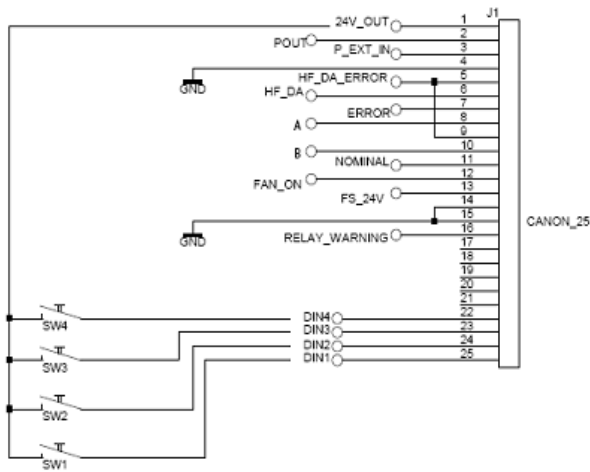 J1
24V_OUT 1
POUT 2
P_EXT_IN 3
4
GND
HF_DA_ERROR 5
HF_DA 6
ERROR 7
A 8
9
B 10
NOMINAL 11
FAN_ON 12
FS_24V 13
14
15
GND
CANON_25
RELAY_WARNING 16
17
18
19
20
21
DIN4 22
SW4
DIN3 23
DIN2 24
DIN1 25
SW3
SW2
SW1